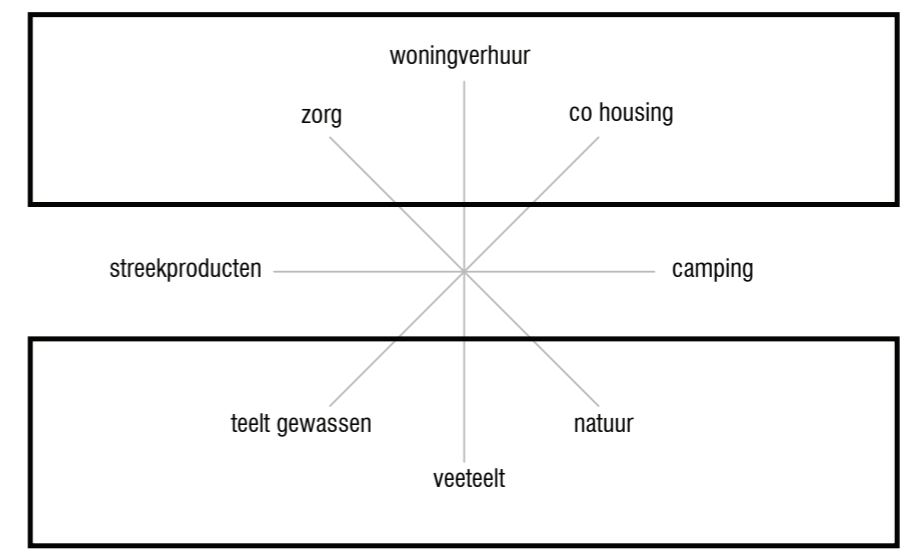 woningverhuur
zorg
co housing
streekproducten
camping
teelt gewassen
natuur
veeteelt